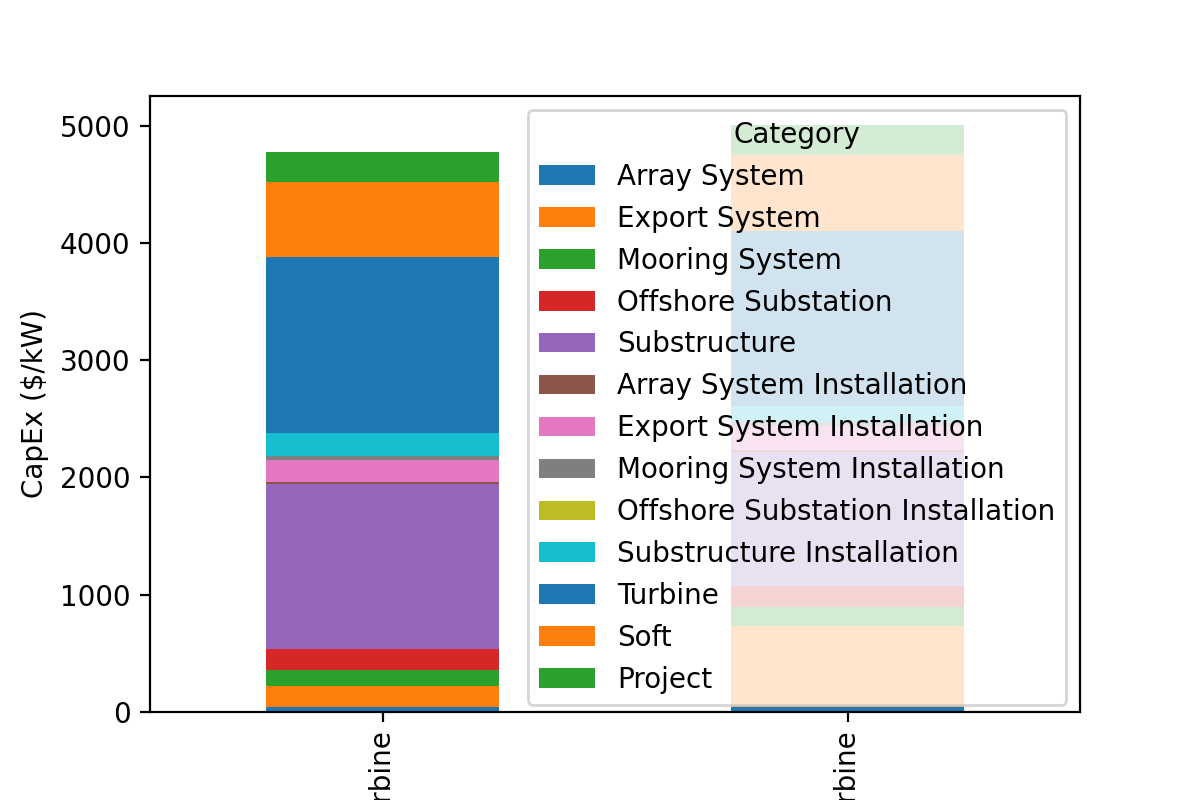 CapEx ($/kW)
5000
4000
3000
2000
1000
0
Category
Array System
Export System
Mooring System
Offshore Substation
Substructure
Array System Installation
Export System Installation
Mooring System Installation
Offshore Substation Installation
Substructure Installation
Turbine
Soft
Project
rbine
rbine